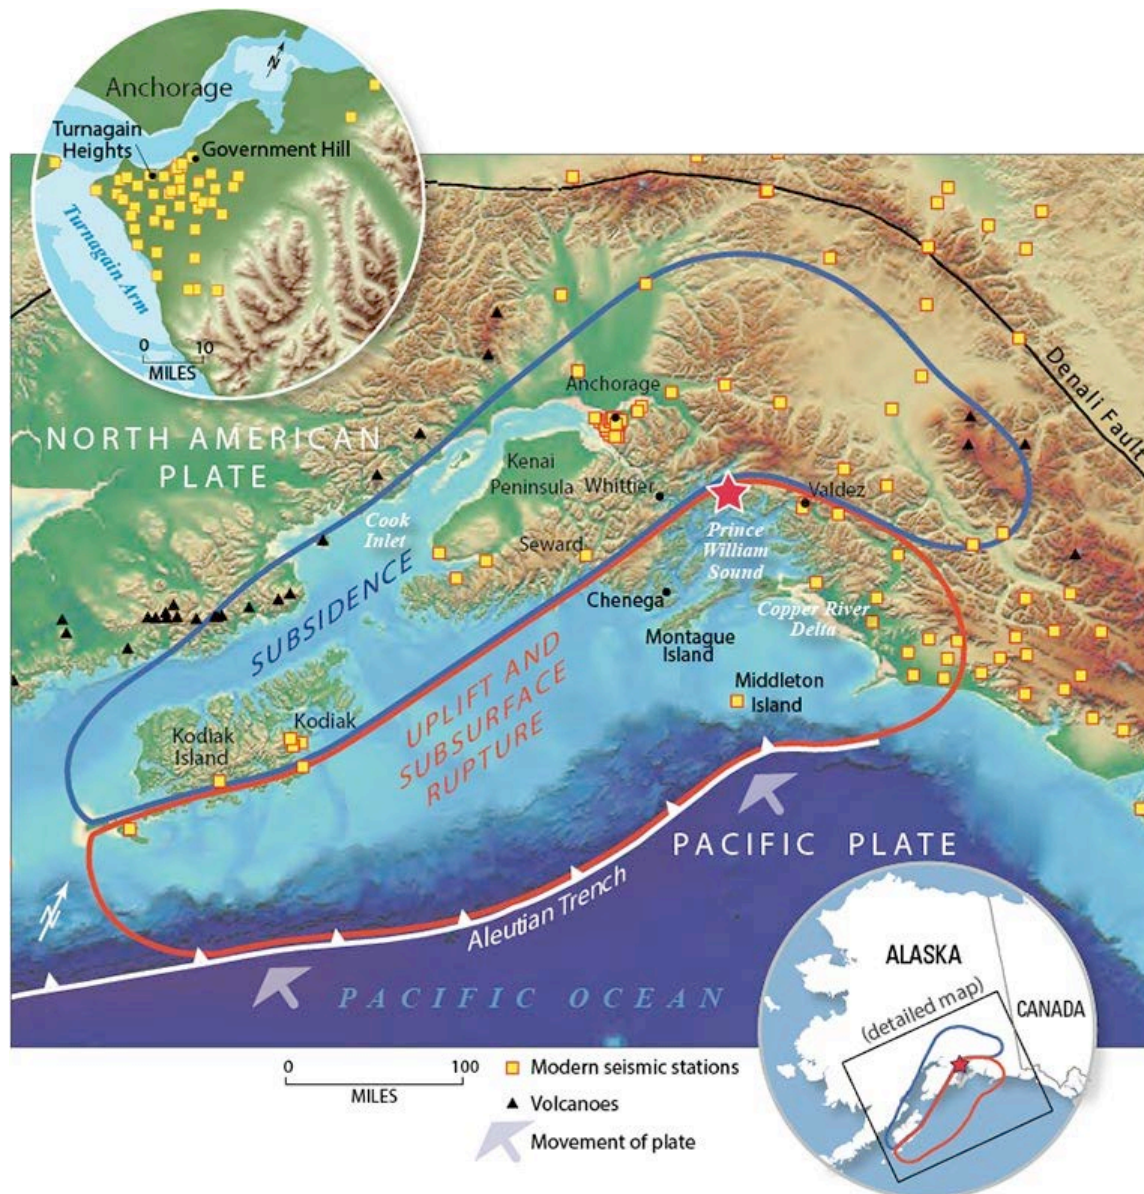 N
Anchorage
Turnagain
Heights
Government Hill
Turnagain Arm
0 10
MILES
Denali Fault
Anchorage
NORTH AMERICAN
PLATE
Kenai
Peninsula
Whittier
Valdez
Cook
Inlet
Prince
William
Sound
Seward
SUBSIDENCE
Chenega
Copper River
Delta
Montague
Island
UPLIFT AND
SUBSURFACE
RUPTURE
Middleton
Island
Kodiak
Kodiak
Island
PACIFIC PLATE
N
Aleutian Trench
PACIFIC OCEAN
ALASKA
CANADA
(detailed map)
0 100
MILES
Modern seismic stations
Volcanoes
Movement of plate